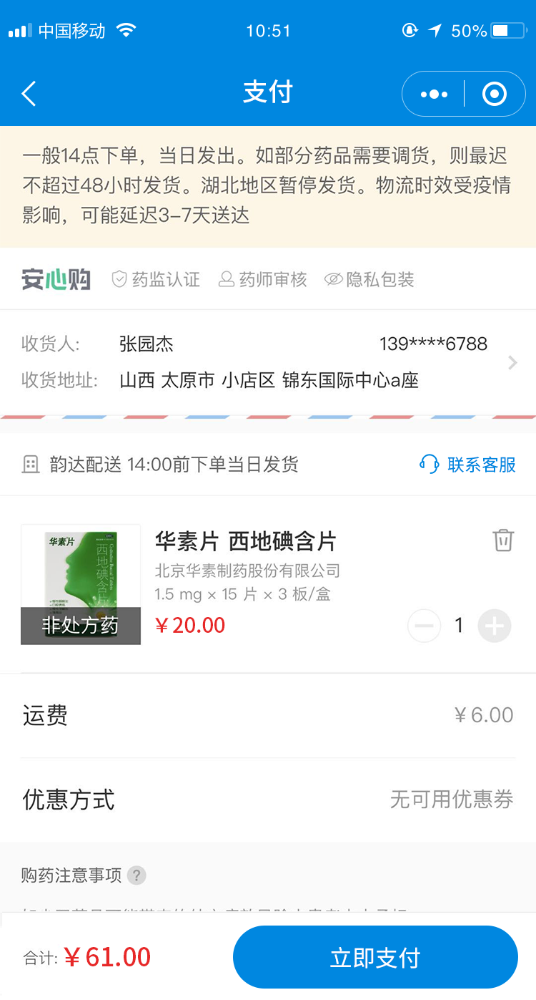 中国移动
10:51
50%
支付
一般14点下单，当日发出。如部分药品需要调货，则最迟
不超过48小时发货。湖北地区暂停发货。物流时效受疫情
影响，可能延迟3-7天送达
安心购 药监认证 药师审核 隐私包装
收货人: 张园杰 139****6788
收货地址: 山西 太原市 小店区 锦东国际中心a座
韵达配送 14:00前下单当日发货 联系客服
华素片
西地碘含片
Cydiodine Buccal Tablets
非处方药
华素片 西地碘含片
北京华素制药股份有限公司
1.5 mg × 15 片 × 3 板/盒
¥20.00
1
运费 ¥6.00
优惠方式 无可用优惠券
购药注意事项 ?
合计: ¥61.00
立即支付